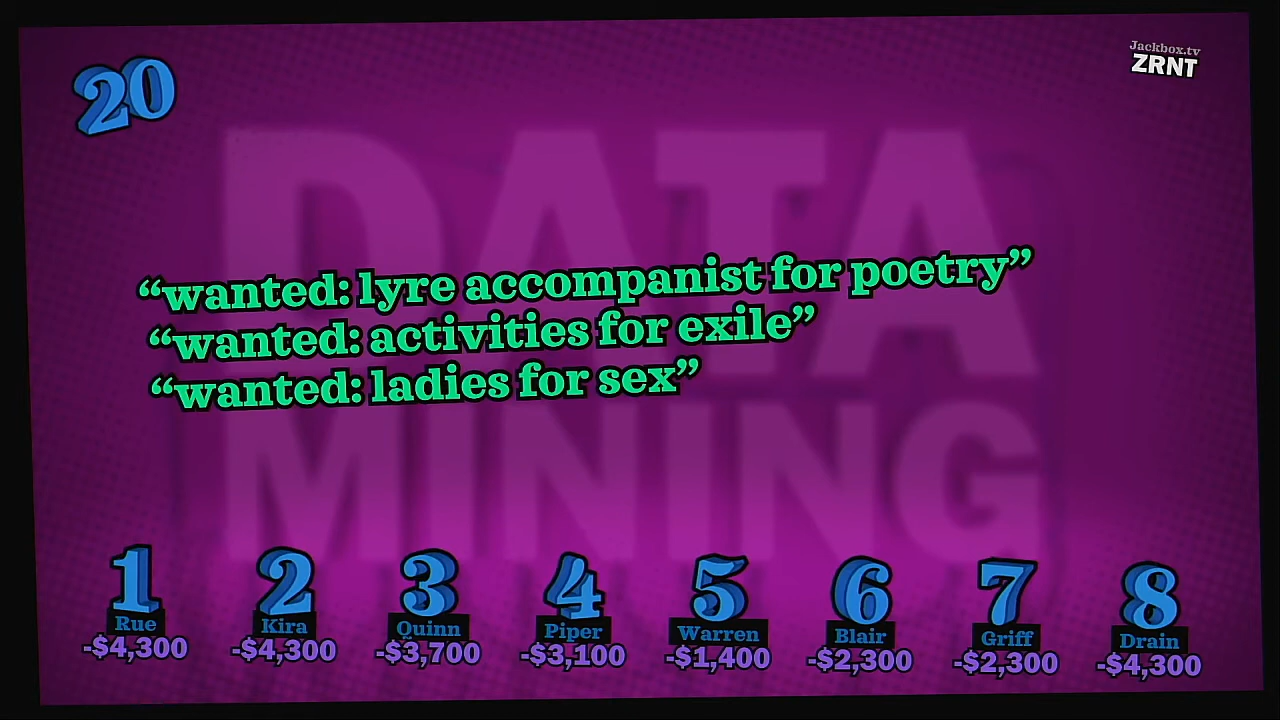 20
Jackbox.tv
ZRNT
DATA
MINING
“wanted: lyre accompanist for poetry”
“wanted: activities for exile”
“wanted: ladies for sex”
1 2 3 4 5 6 7 8
Rue Kira Quinn Piper Warren Blair Griff Drain
-$4,300 -$4,300 -$3,700 -$3,100 -$1,400 -$2,300 -$2,300 -$4,300